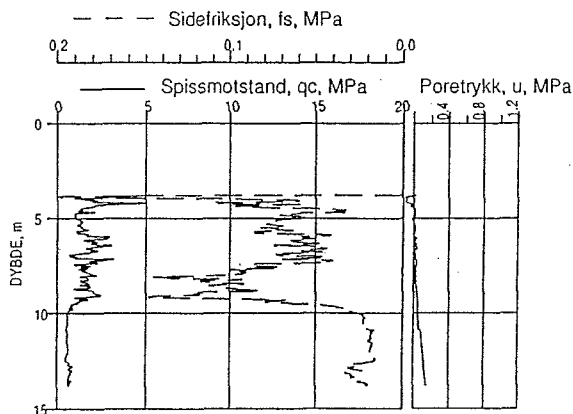 Sidefriksjon, fs, MPa
0,2 0,1 0,0
Spissmotstand, qc, MPa
Poretrykk, u, MPa
0 5 10 15 20
0,4 0,8 1,2
DYBDE, m
0
5
10
15